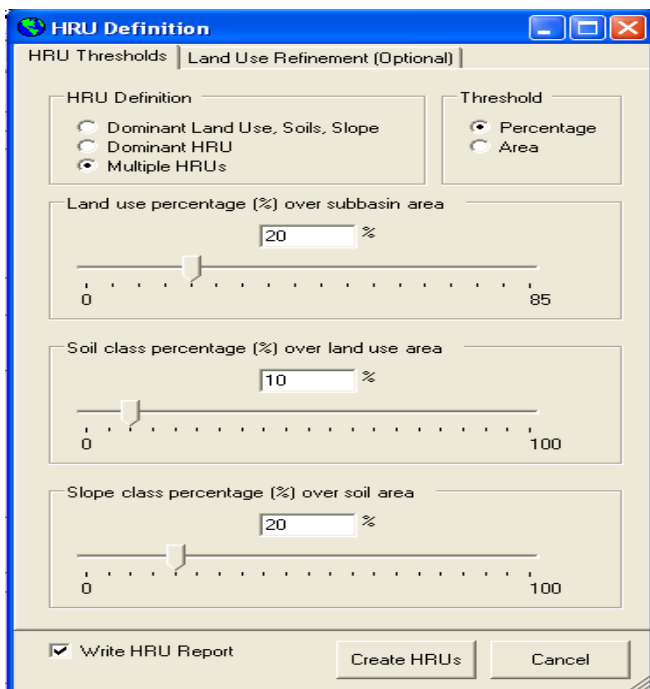 HRU Definition
HRU Thresholds Land Use Refinement (Optional)
HRU Definition
Dominant Land Use, Soils, Slope
Dominant HRU
Multiple HRUs
Threshold
Percentage
Area
Land use percentage (%) over subbasin area
20 %
0 85
Soil class percentage (%) over land use area
10 %
0 100
Slope class percentage (%) over soil area
20 %
0 100
Write HRU Report Create HRUs Cancel